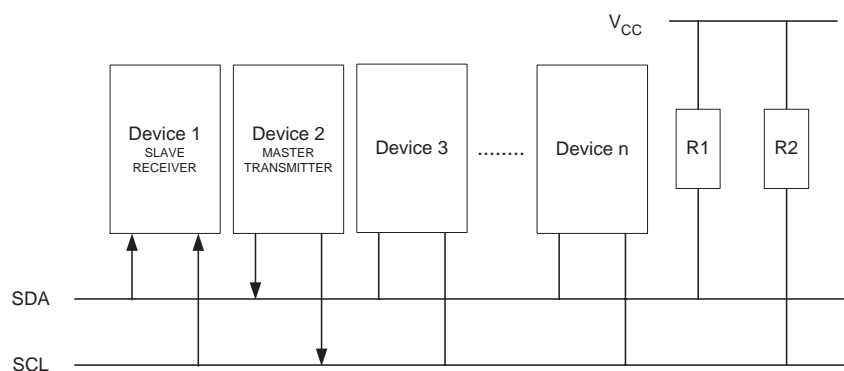 V_CC
Device 1
SLAVE
RECEIVER
Device 2
MASTER
TRANSMITTER
Device 3
........
Device n
R1
R2
SDA
SCL